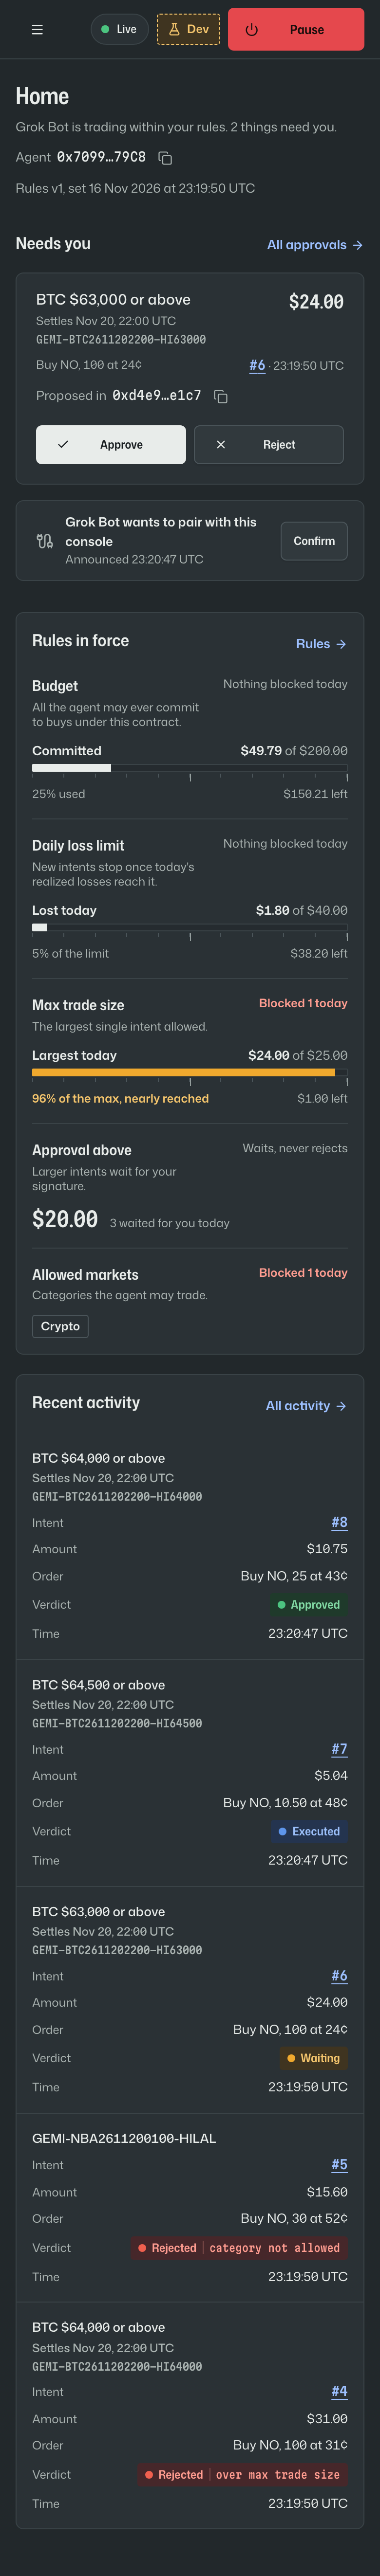 Live
Dev
Pause
Home
Grok Bot is trading within your rules. 2 things need you.
Agent 0x7099…79C8
Rules v1, set 16 Nov 2026 at 23:19:50 UTC
Needs you
All approvals →
BTC $63,000 or above
$24.00
Settles Nov 20, 22:00 UTC
GEMI-BTC2611202200-HI63000
Buy NO, 100 at 24¢
#6 · 23:19:50 UTC
Proposed in 0xd4e9…e1c7
Approve
Reject
Grok Bot wants to pair with this
console
Announced 23:20:47 UTC
Confirm
Rules in force
Rules →
Budget
Nothing blocked today
All the agent may ever commit
to buys under this contract.
Committed
$49.79 of $200.00
25% used
$150.21 left
Daily loss limit
Nothing blocked today
New intents stop once today's
realized losses reach it.
Lost today
$1.80 of $40.00
5% of the limit
$38.20 left
Max trade size
Blocked 1 today
The largest single intent allowed.
Largest today
$24.00 of $25.00
96% of the max, nearly reached
$1.00 left
Approval above
Waits, never rejects
Larger intents wait for your
signature.
$20.00 3 waited for you today
Allowed markets
Blocked 1 today
Categories the agent may trade.
Crypto
Recent activity
All activity →
BTC $64,000 or above
Settles Nov 20, 22:00 UTC
GEMI-BTC2611202200-HI64000
Intent #8
Amount $10.75
Order Buy NO, 25 at 43¢
Verdict Approved
Time 23:20:47 UTC
BTC $64,500 or above
Settles Nov 20, 22:00 UTC
GEMI-BTC2611202200-HI64500
Intent #7
Amount $5.04
Order Buy NO, 10.50 at 48¢
Verdict Executed
Time 23:20:47 UTC
BTC $63,000 or above
Settles Nov 20, 22:00 UTC
GEMI-BTC2611202200-HI63000
Intent #6
Amount $24.00
Order Buy NO, 100 at 24¢
Verdict Waiting
Time 23:19:50 UTC
GEMI-NBA2611200100-HILAL
Intent #5
Amount $15.60
Order Buy NO, 30 at 52¢
Verdict Rejected category not allowed
Time 23:19:50 UTC
BTC $64,000 or above
Settles Nov 20, 22:00 UTC
GEMI-BTC2611202200-HI64000
Intent #4
Amount $31.00
Order Buy NO, 100 at 31¢
Verdict Rejected over max trade size
Time 23:19:50 UTC